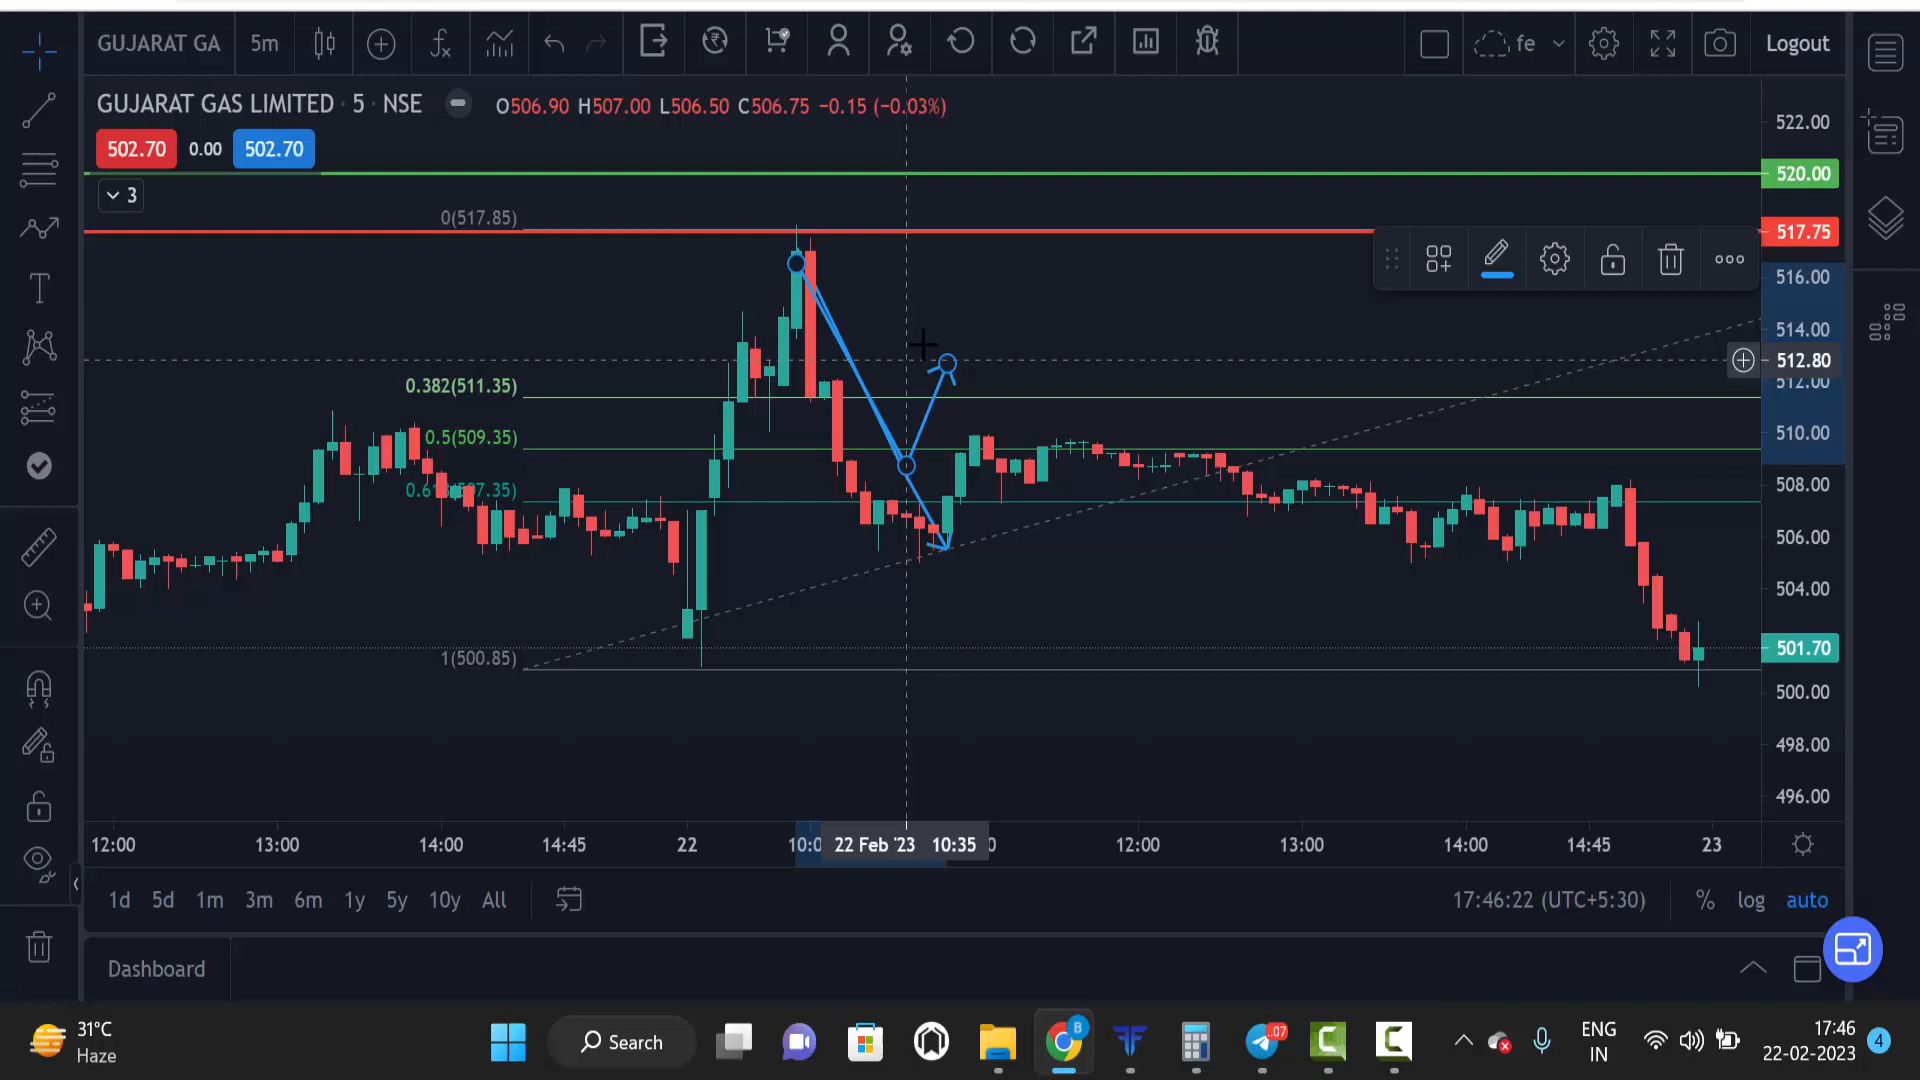 GUJARAT GA 5m fe Logout
GUJARAT GAS LIMITED · 5 · NSE O506.90 H507.00 L506.50 C506.75 −0.15 (−0.03%)
502.70 0.00 502.70
3
522.00
520.00
0(517.85)
517.75
516.00
514.00
512.80
512.00
0.382(511.35)
0.5(509.35)
510.00
508.00
506.00
504.00
501.70
1(500.85)
500.00
498.00
496.00
12:00 13:00 14:00 14:45 22 22 Feb '23 10:35 12:00 13:00 14:00 14:45 23
1d 5d 1m 3m 6m 1y 5y 10y All 17:46:22 (UTC+5:30) % log auto
Dashboard
31°C
Haze
Search
B
07
ENG
IN
17:46
22-02-2023
4